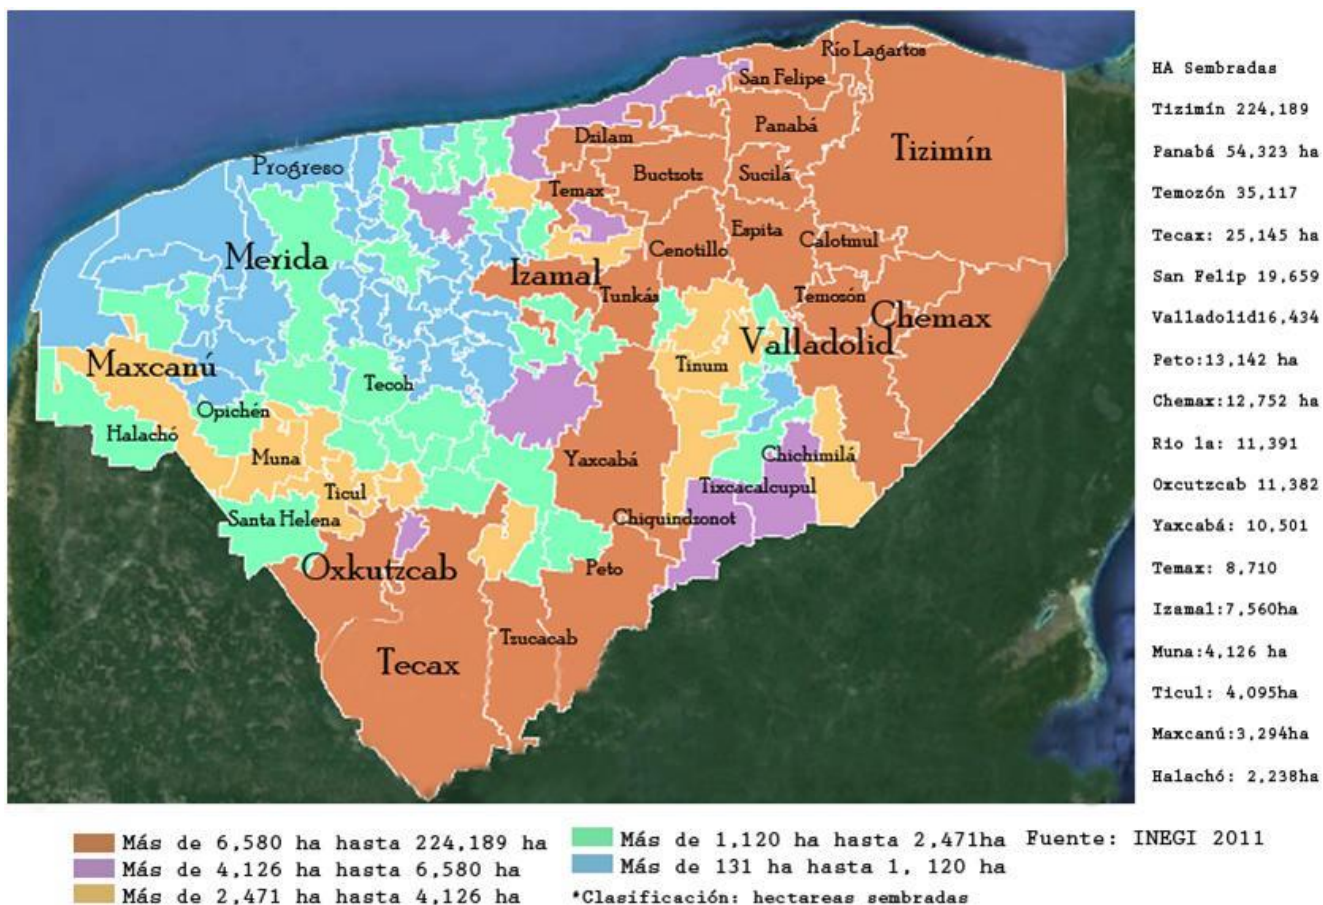 Río Lagartos
San Felipe
Dzilam
Panabá
Tizimín
Progreso
Temax
Buctsots
Sucilá
Merida
Izamal
Cenotillo
Espita
Calotmul
Tunkás
Temosón
Chemax
Maxcanú
Tecoh
Tinum
Valladolid
Opichén
Halachó
Muna
Yaxcabá
Chichimilá
Ticul
Tixcacalcupul
Santa Helena
Chiquindsonot
Oxkutzcab
Peto
Tecax
Tsucacab
HA Sembradas
Tizimín 224,189
Panabá 54,323 ha
Temozón 35,117
Tecax: 25,145 ha
San Felip 19,659
Valladolid16,434
Peto:13,142 ha
Chemax:12,752 ha
Rio la: 11,391
Oxcutzcab 11,382
Yaxcabá: 10,501
Temax: 8,710
Izamal:7,560ha
Muna:4,126 ha
Ticul: 4,095ha
Maxcanú:3,294ha
Halachó: 2,238ha
Más de 6,580 ha hasta 224,189 ha
Más de 4,126 ha hasta 6,580 ha
Más de 2,471 ha hasta 4,126 ha
Más de 1,120 ha hasta 2,471ha
Más de 131 ha hasta 1, 120 ha
*Clasificación: hectareas sembradas
Fuente: INEGI 2011